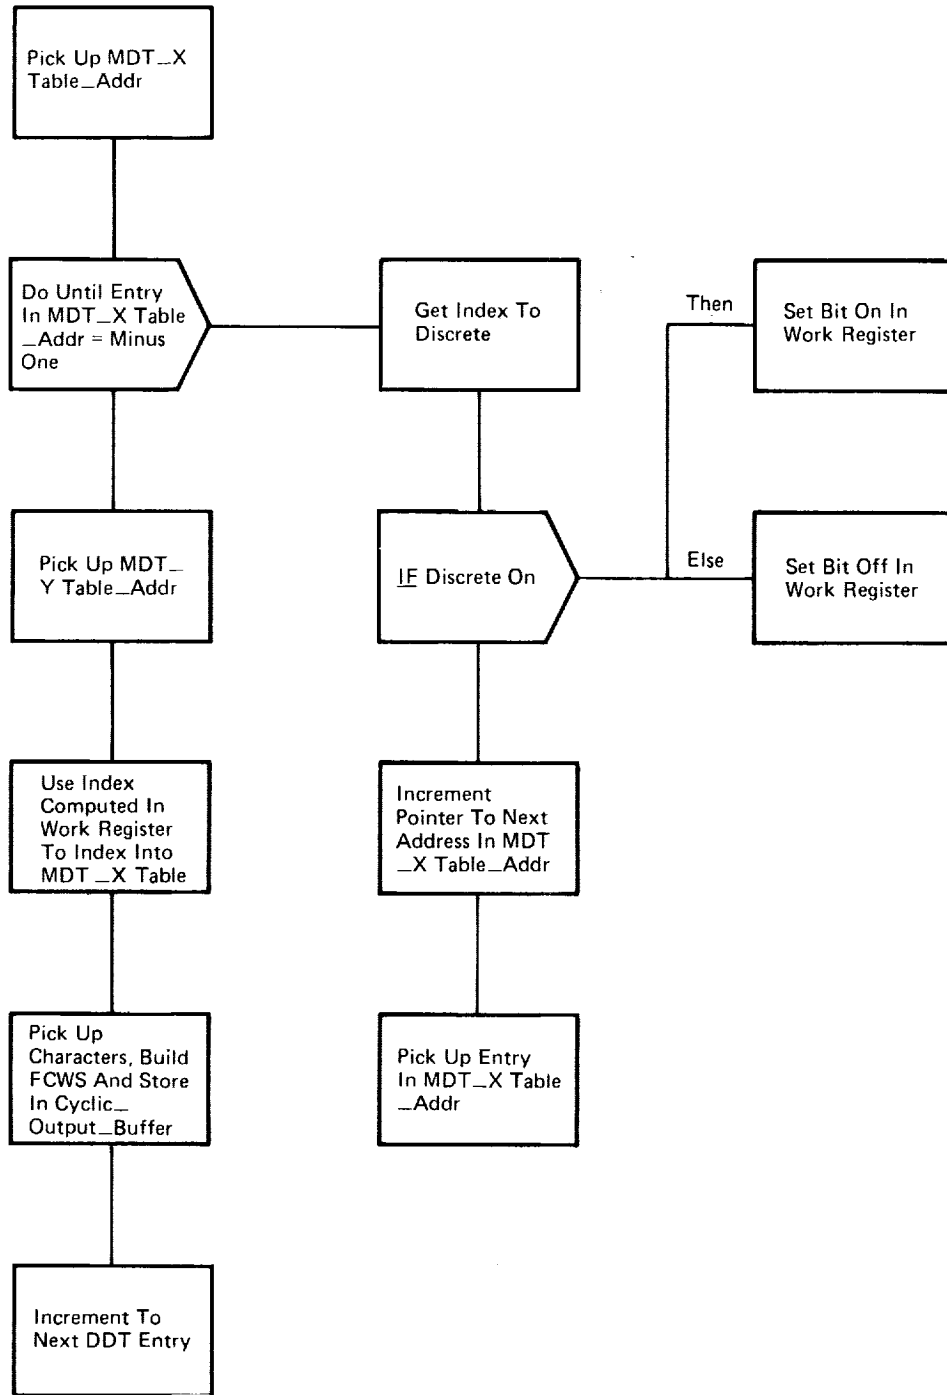 Pick Up MDT_X
Table_Addr
Do Until Entry
In MDT_X Table
_Addr = Minus
One
Get Index To
Discrete
Then
Set Bit On In
Work Register
Pick Up MDT_
Y Table_Addr
IF Discrete On
Else
Set Bit Off In
Work Register
Use Index
Computed In
Work Register
To Index Into
MDT_X Table
Increment
Pointer To Next
Address In MDT
_X Table_Addr
Pick Up
Characters, Build
FCWS And Store
In Cyclic_
Output_Buffer
Pick Up Entry
In MDT_X Table
_Addr
Increment To
Next DDT Entry